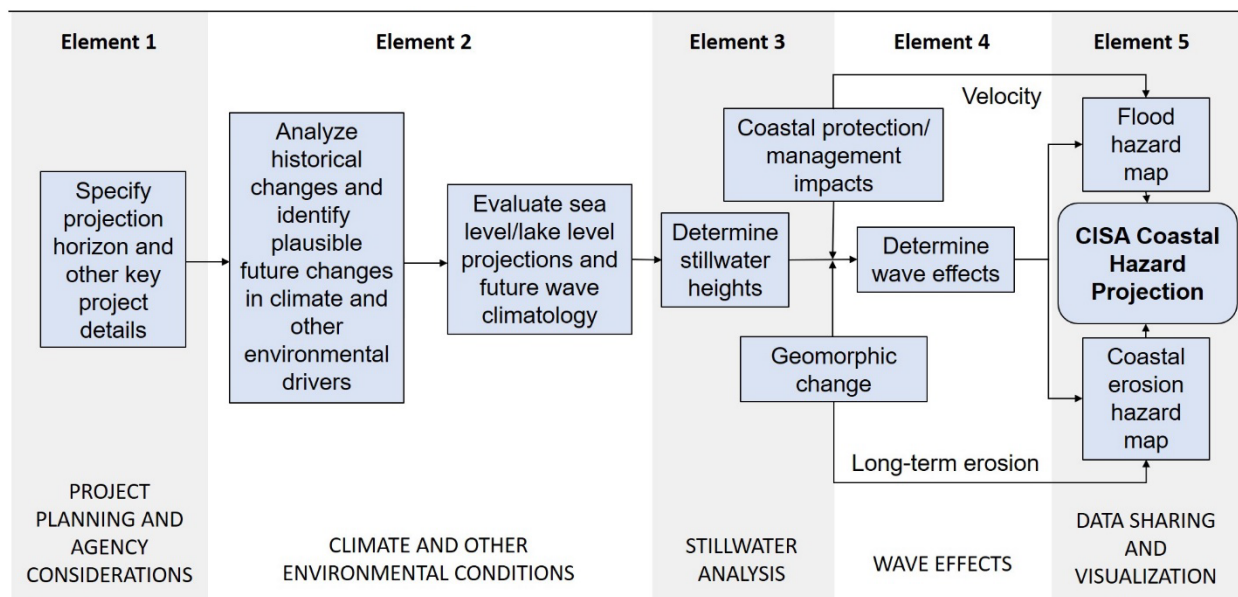 Element 1
Element 2
Element 3
Element 4
Element 5
Specify
projection
horizon and
other key
project
details
Analyze
historical
changes and
identify
plausible
future changes
in climate and
other
environmental
drivers
Evaluate sea
level/lake level
projections and
future wave
climatology
Determine
stillwater
heights
Coastal protection/
management
impacts
Geomorphic
change
Determine
wave effects
Velocity
Long-term erosion
Flood
hazard
map
CISA Coastal
Hazard
Projection
Coastal
erosion
hazard
map
PROJECT
PLANNING AND
AGENCY
CONSIDERATIONS
CLIMATE AND OTHER
ENVIRONMENTAL CONDITIONS
STILLWATER
ANALYSIS
WAVE EFFECTS
DATA SHARING
AND
VISUALIZATION